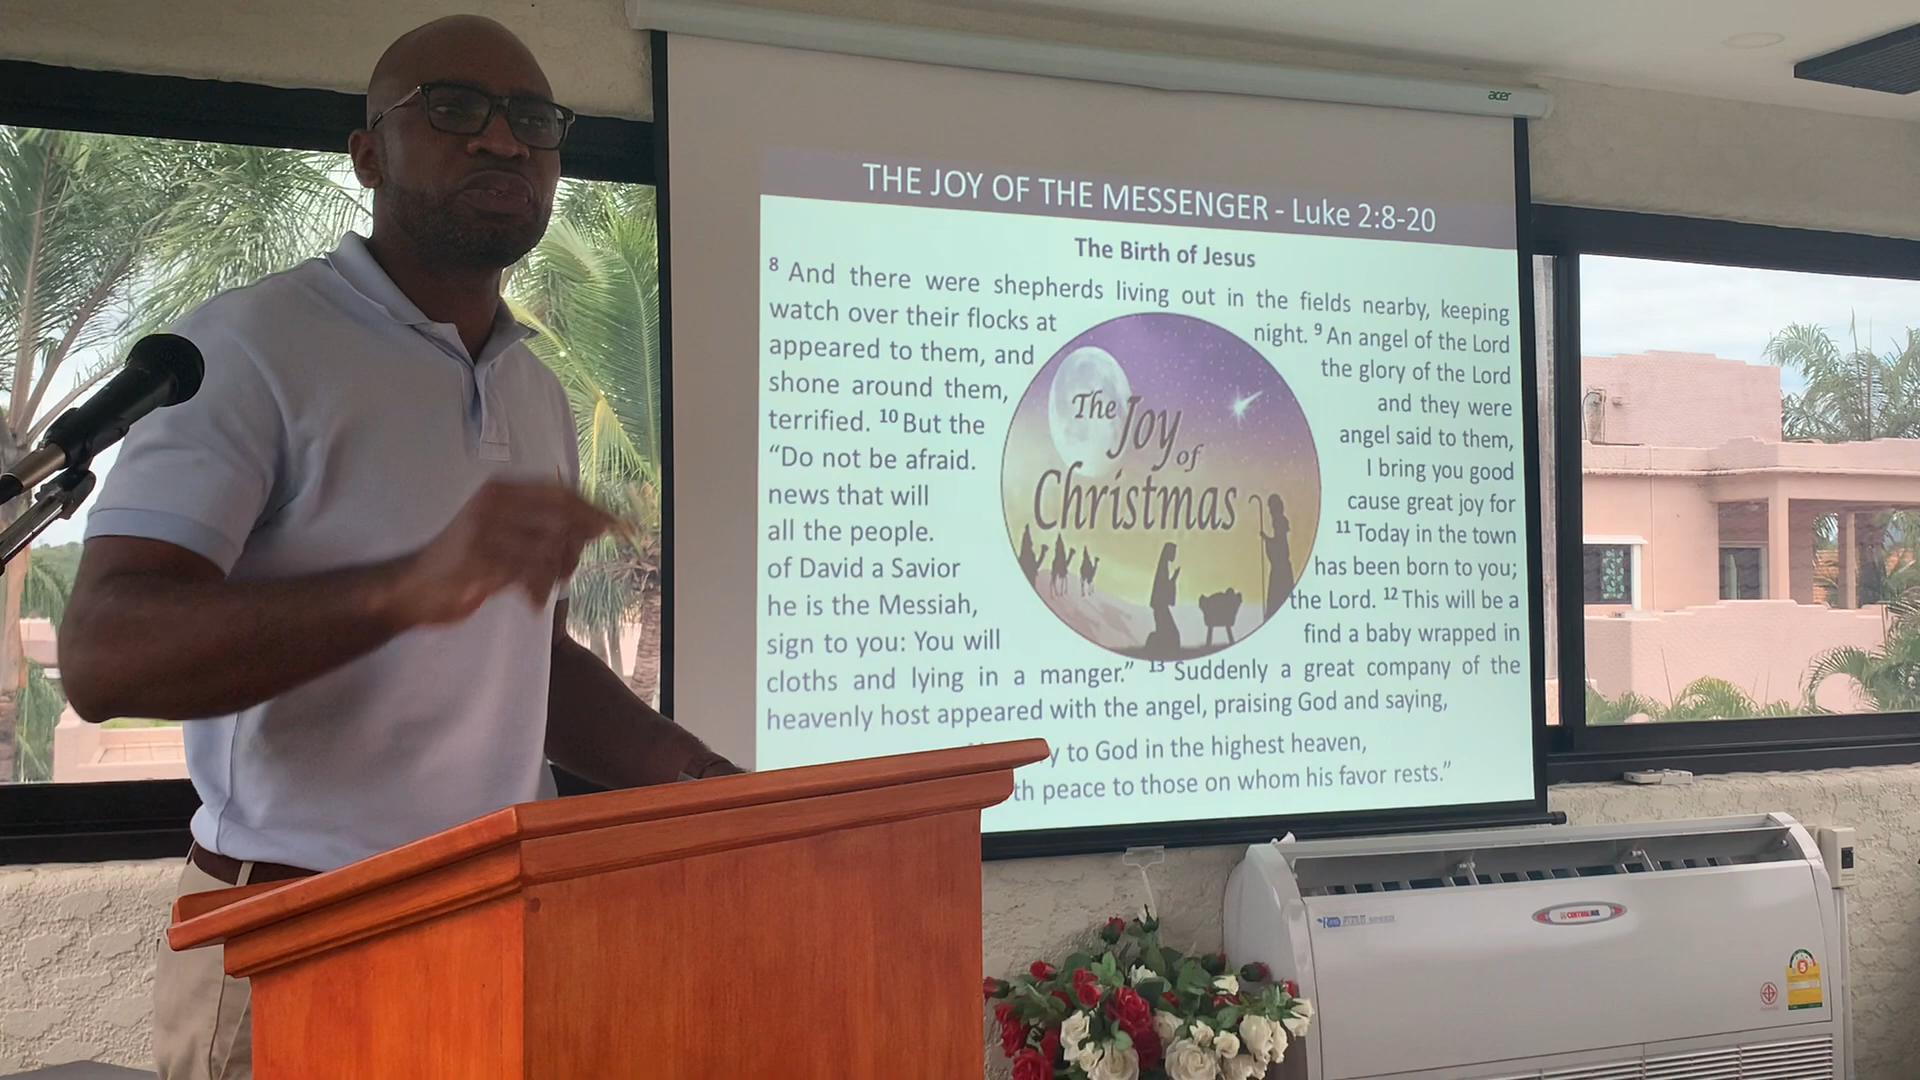 acer
THE JOY OF THE MESSENGER - Luke 2:8-20
The Birth of Jesus
8 And there were shepherds living out in the fields nearby, keeping
watch over their flocks at night. 9 An angel of the Lord
appeared to them, and the glory of the Lord
shone around them, and they were
terrified. 10 But the angel said to them,
“Do not be afraid. I bring you good
news that will cause great joy for
all the people. 11 Today in the town
of David a Savior has been born to you;
he is the Messiah, the Lord. 12 This will be a
sign to you: You will find a baby wrapped in
cloths and lying in a manger.” 13 Suddenly a great company of the
heavenly host appeared with the angel, praising God and saying,
to God in the highest heaven,
peace to those on whom his favor rests.”
The Joy of
Christmas
CENTRAL AIR
5